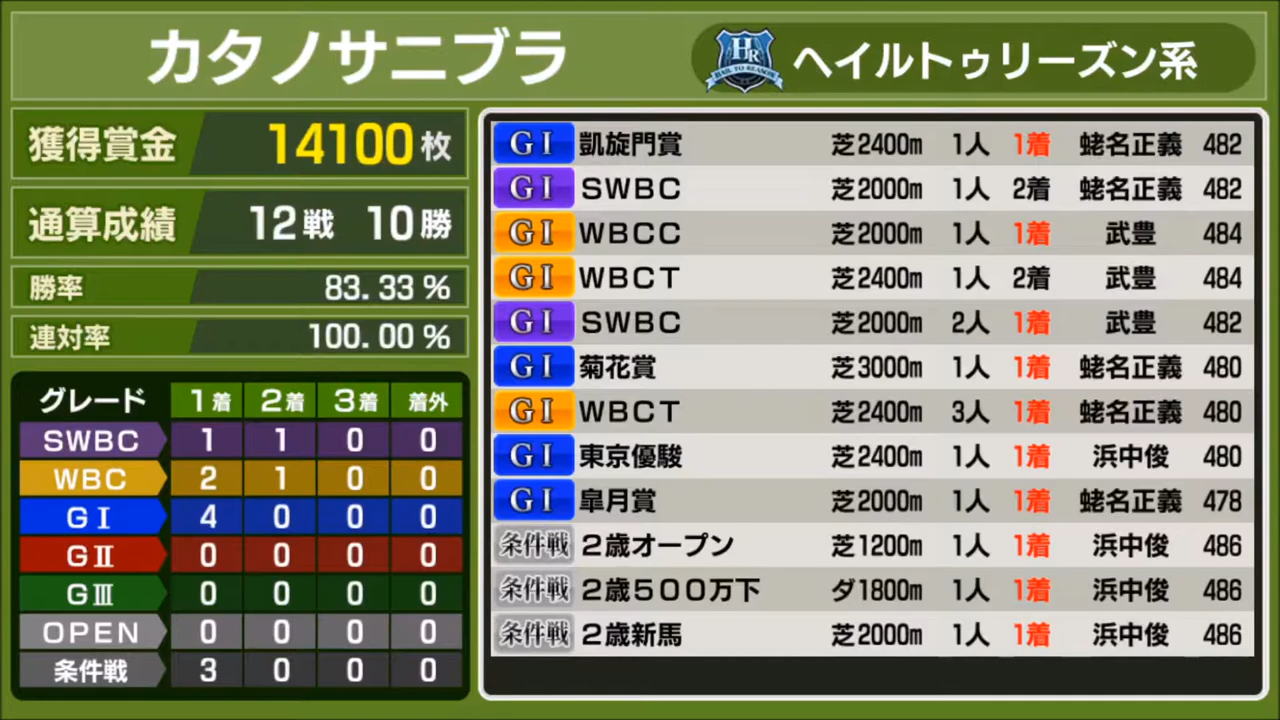 カタノサニブラ
HR HAIL TO REASON ヘイルトゥリーズン系
獲得賞金 14100枚
通算成績 12戦 10勝
勝率 83.33%
連対率 100.00%
グレード 1着 2着 3着 着外
SWBC 1 1 0 0
WBC 2 1 0 0
GⅠ 4 0 0 0
GⅡ 0 0 0 0
GⅢ 0 0 0 0
OPEN 0 0 0 0
条件戦 3 0 0 0
GⅠ 凱旋門賞 芝2400m 1人 1着 蛯名正義 482
GⅠ SWBC 芝2000m 1人 2着 蛯名正義 482
GⅠ WBCC 芝2000m 1人 1着 武豊 484
GⅠ WBCT 芝2400m 1人 2着 武豊 484
GⅠ SWBC 芝2000m 2人 1着 武豊 482
GⅠ 菊花賞 芝3000m 1人 1着 蛯名正義 480
GⅠ WBCT 芝2400m 3人 1着 蛯名正義 480
GⅠ 東京優駿 芝2400m 1人 1着 浜中俊 480
GⅠ 皐月賞 芝2000m 1人 1着 蛯名正義 478
条件戦 2歳オープン 芝1200m 1人 1着 浜中俊 486
条件戦 2歳500万下 ダ1800m 1人 1着 浜中俊 486
条件戦 2歳新馬 芝2000m 1人 1着 浜中俊 486